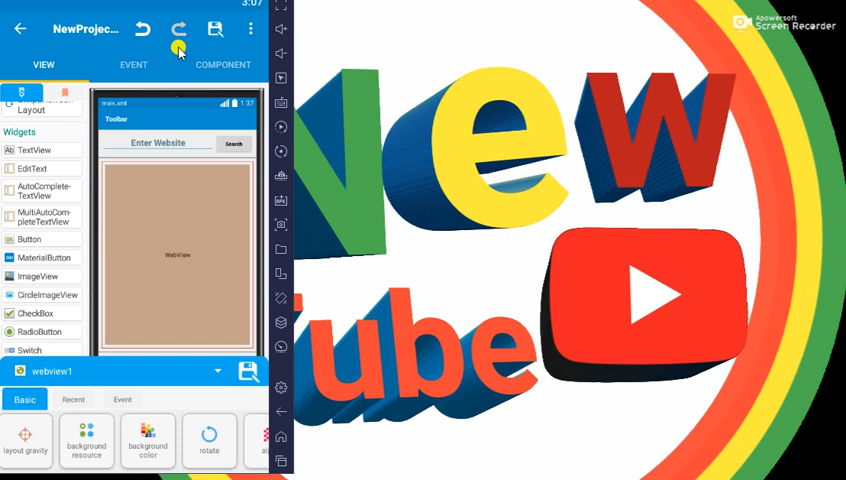 3:07
NewProjec...
VIEW
EVENT
COMPONENT
Layout
Widgets
Ab TextView
EditText
AutoComplete-
TextView
MultiAutoCom-
pleteTextView
Button
MaterialButton
ImageView
CircleImageView
CheckBox
RadioButton
Switch
main.xml
1:37
Toolbar
Enter Website
Search
WebView
webview1
Basic
Recent
Event
layout gravity
background
resource
background
color
rotate
New
Tube
Apowersoft
Screen Recorder